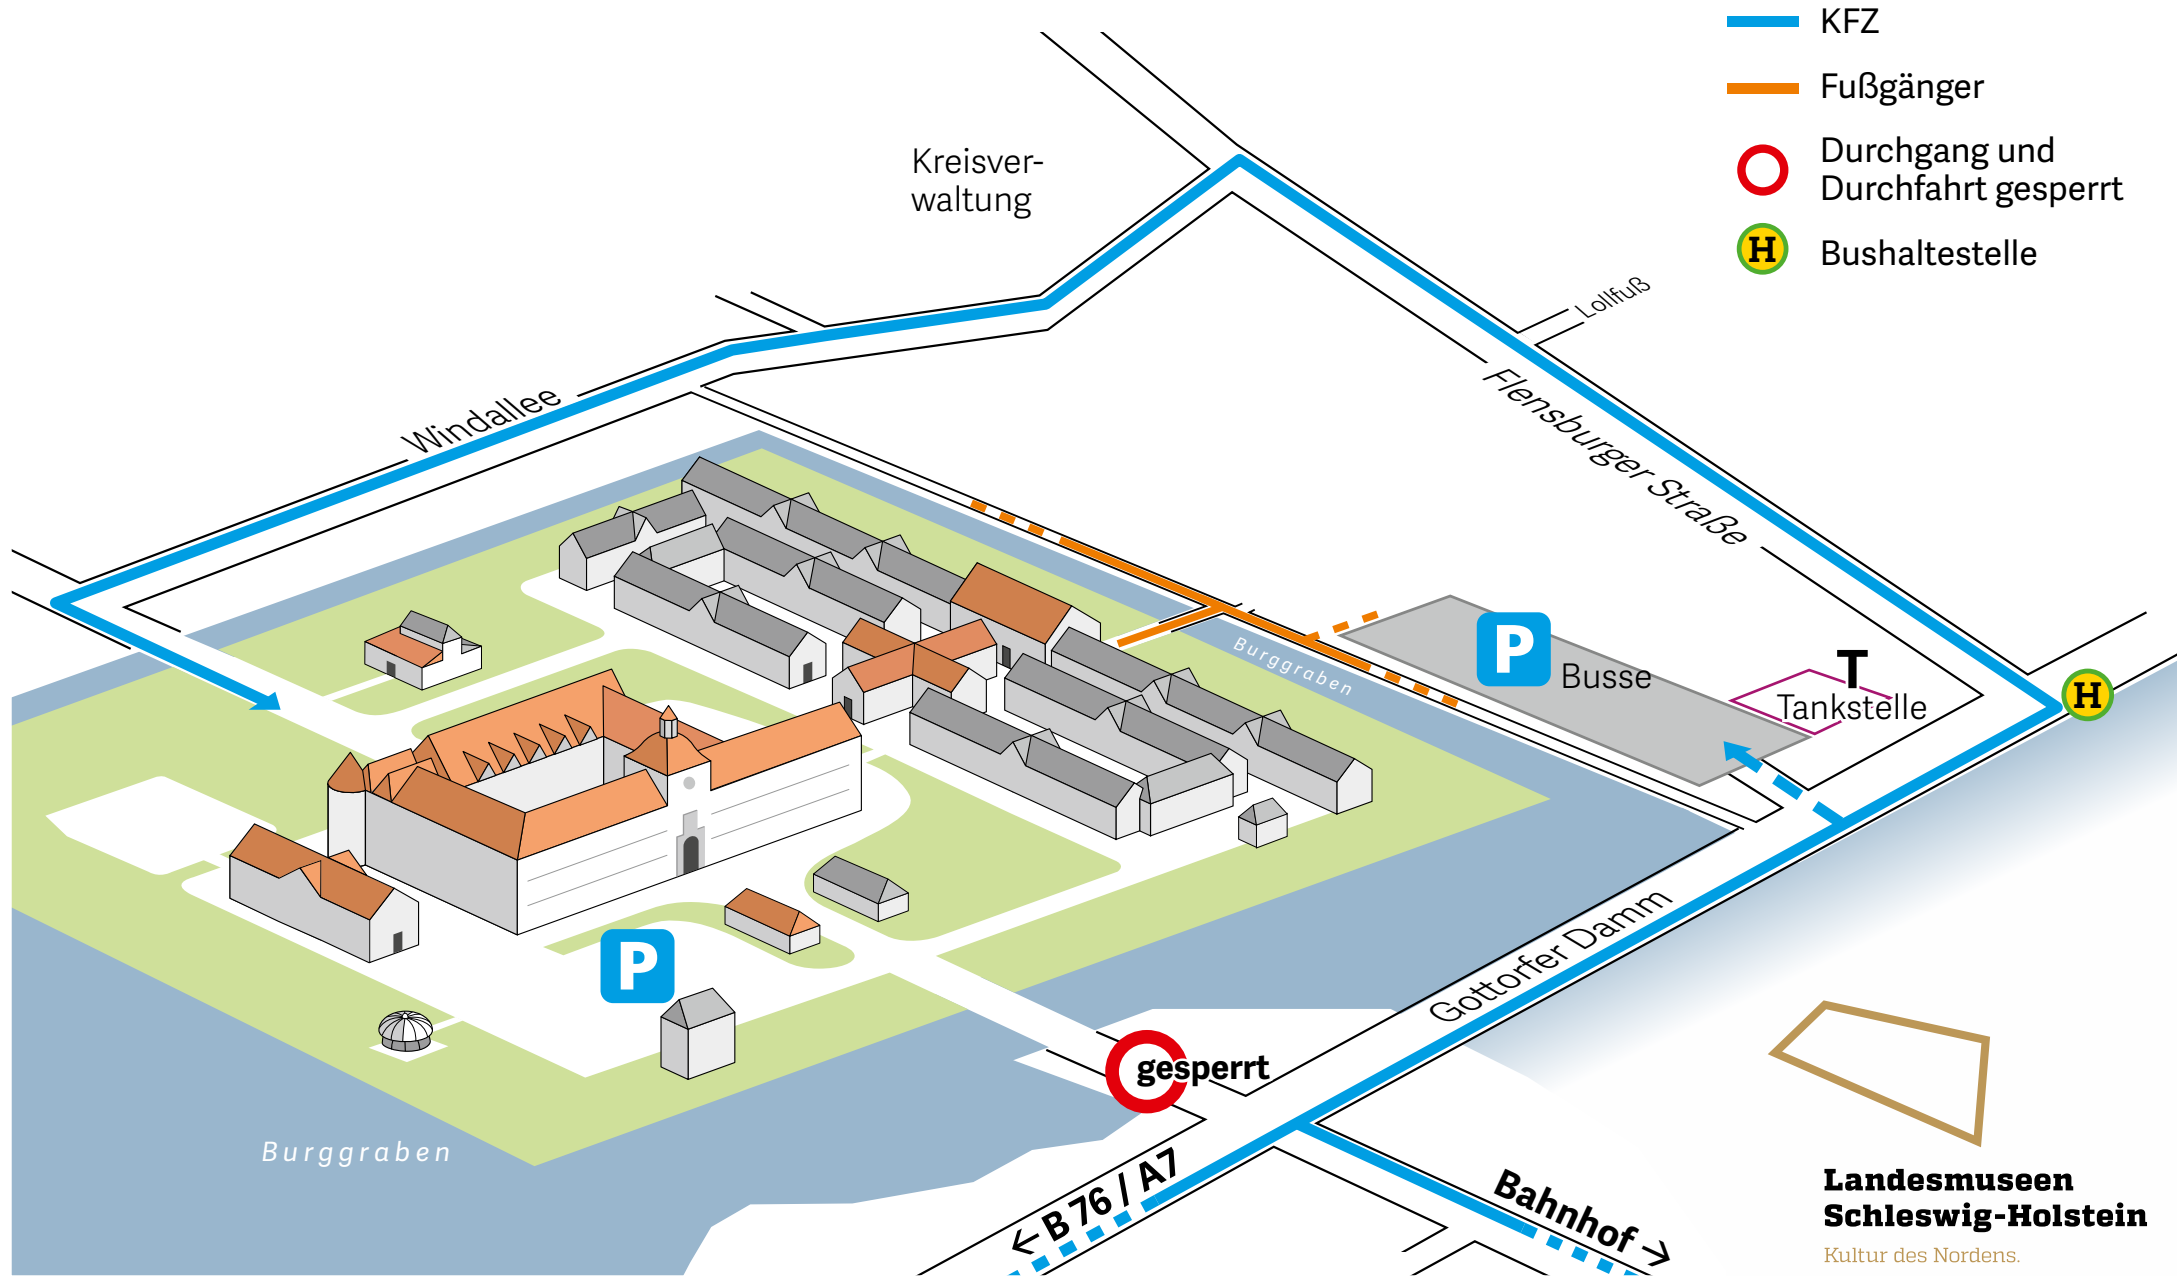 KFZ
Fußgänger
Durchgang und
Durchfahrt gesperrt
H
Bushaltestelle
Kreisver-
waltung
Lollfuß
Windallee
Flensburger Straße
Burggraben
P
Busse
T
Tankstelle
H
Gottorfer Damm
P
gesperrt
Burggraben
← B 76 / A7
Bahnhof →
Landesmuseen
Schleswig-Holstein
Kultur des Nordens.